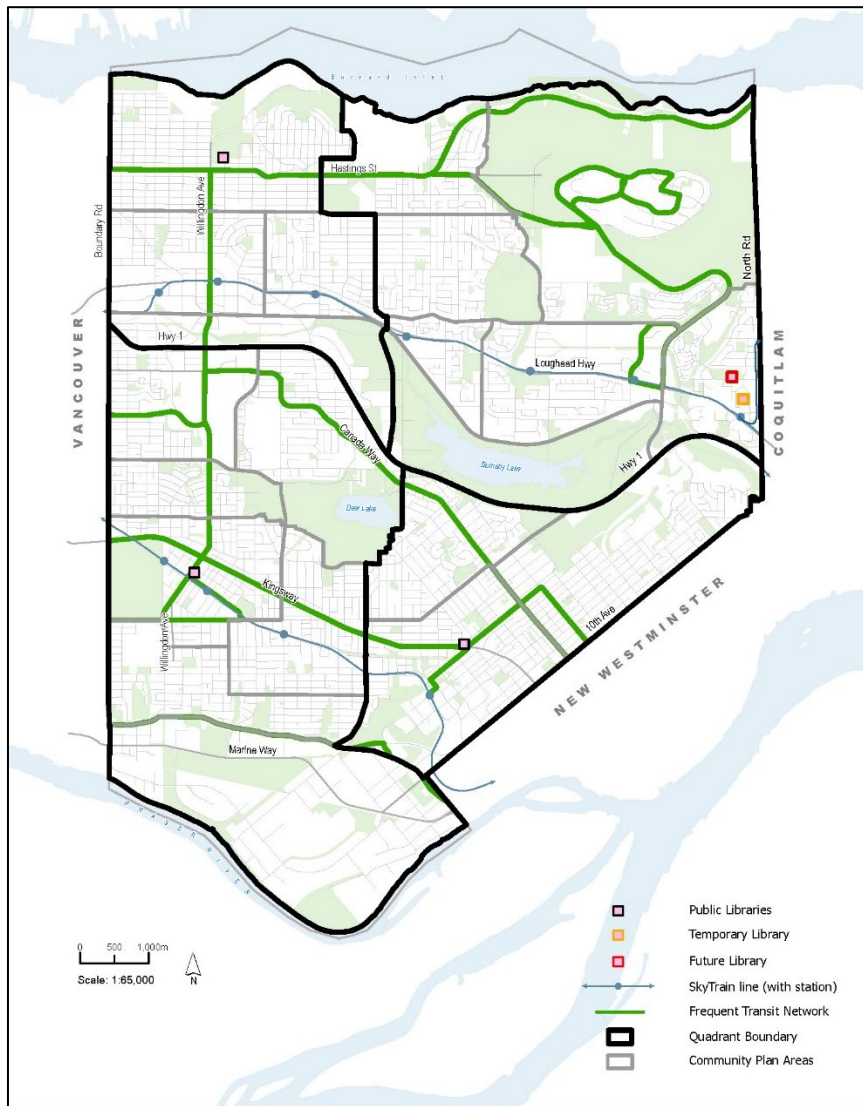 Burrard Inlet
Hastings St
Willingdon Ave
Boundary Rd
North Rd
VANCOUVER
COQUITLAM
Hwy 1
Lougheed Hwy
Canada Way
Burnaby Lake
Hwy 1
Deer Lake
Kingsway
10th Ave
Willingdon Ave
NEW WESTMINSTER
Marine Way
FRASER RIVER
0 500 1,000m
Scale: 1:65,000
N
Public Libraries
Temporary Library
Future Library
SkyTrain line (with station)
Frequent Transit Network
Quadrant Boundary
Community Plan Areas